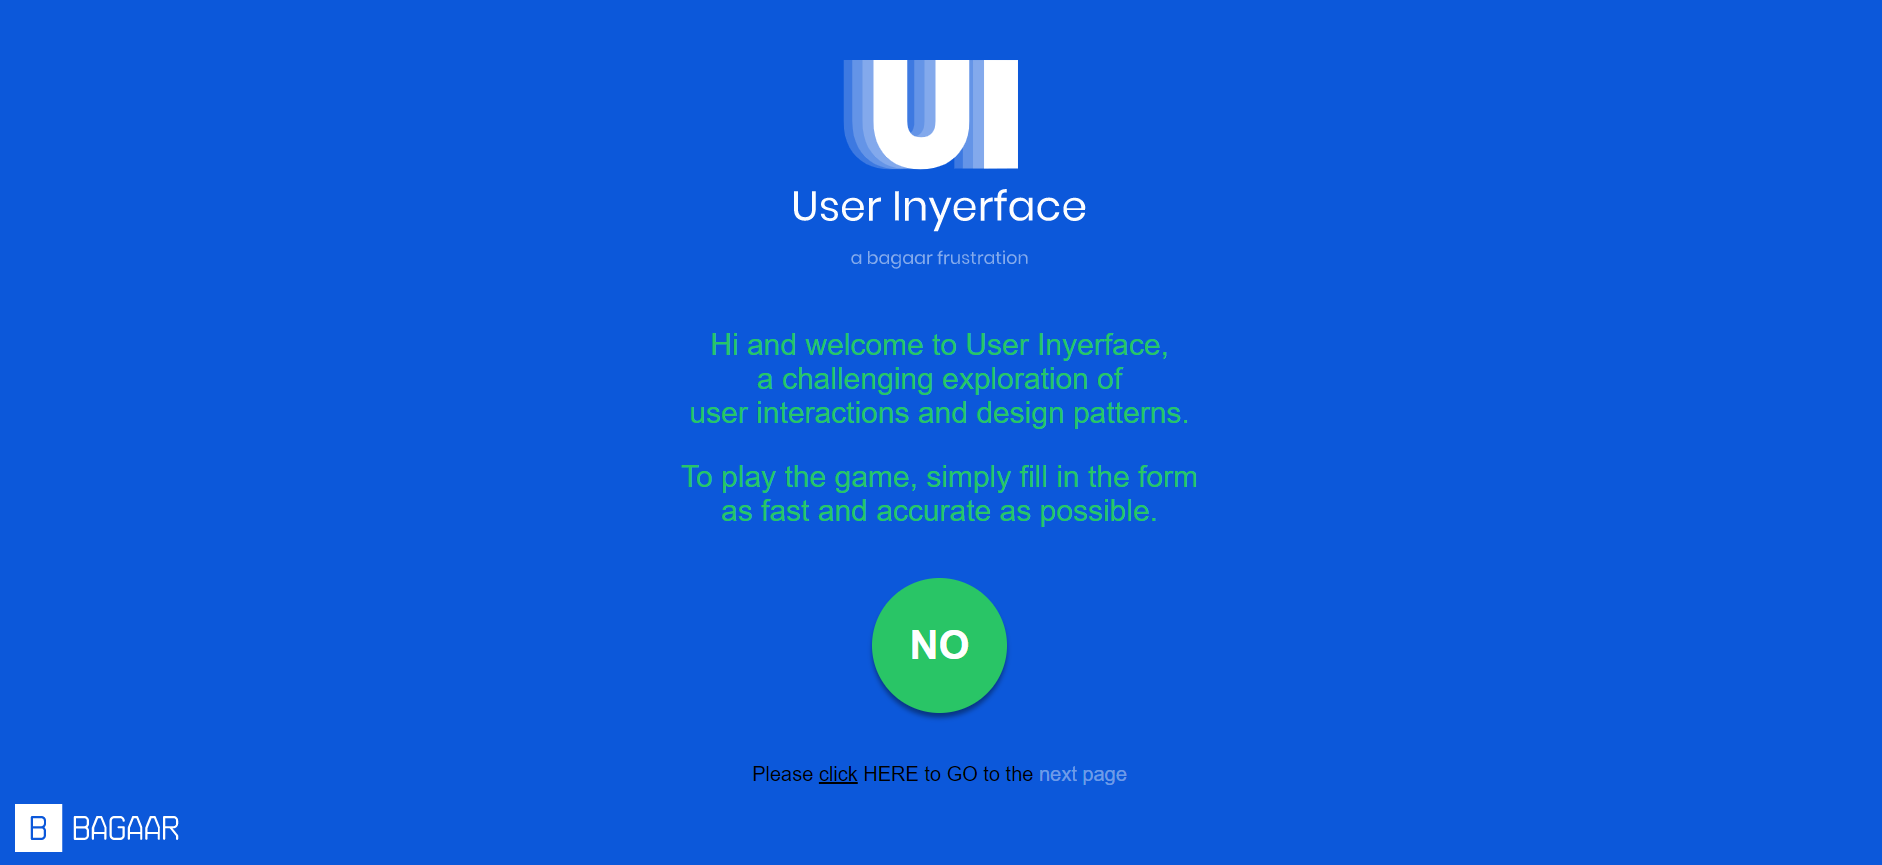 UI
User Inyerface
a bagaar frustration
Hi and welcome to User Inyerface,
a challenging exploration of
user interactions and design patterns.
To play the game, simply fill in the form
as fast and accurate as possible.
NO
Please click HERE to GO to the next page
B BAGAAR